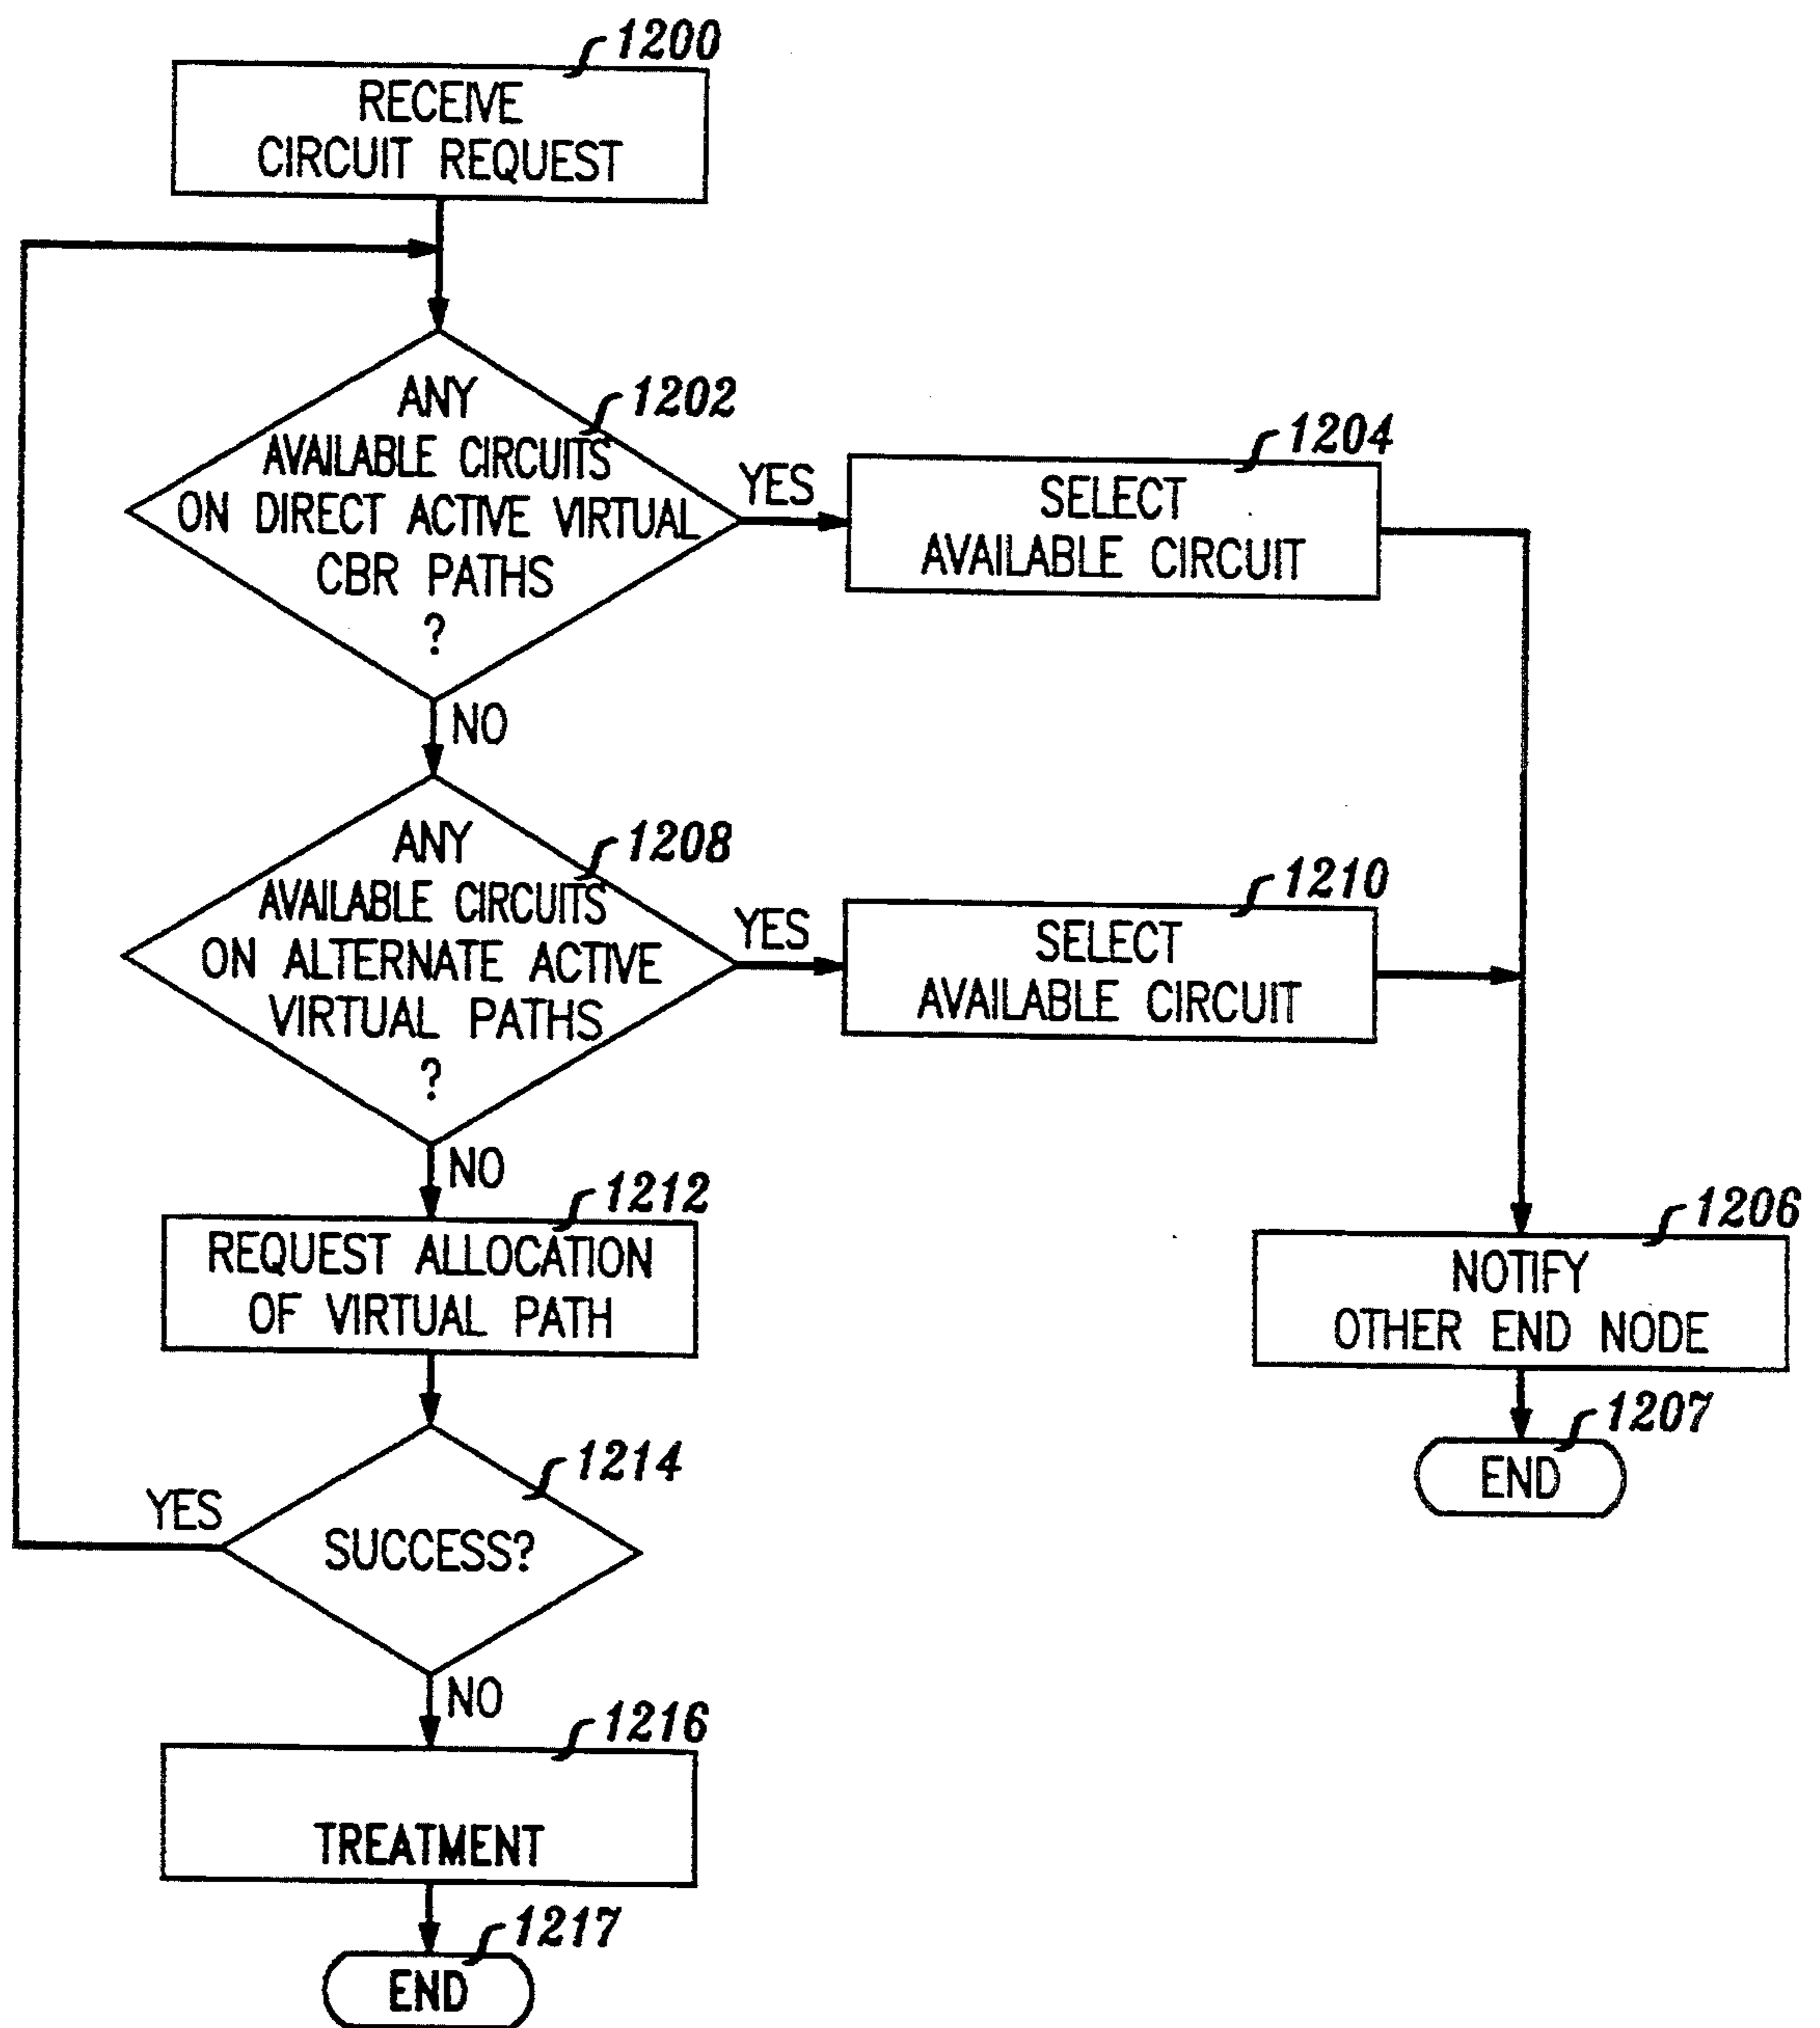 1200
RECEIVE
CIRCUIT REQUEST
1202
ANY
AVAILABLE CIRCUITS
ON DIRECT ACTIVE VIRTUAL
CBR PATHS
?
YES
1204
SELECT
AVAILABLE CIRCUIT
NO
1208
ANY
AVAILABLE CIRCUITS
ON ALTERNATE ACTIVE
VIRTUAL PATHS
?
YES
1210
SELECT
AVAILABLE CIRCUIT
NO
1212
REQUEST ALLOCATION
OF VIRTUAL PATH
1206
NOTIFY
OTHER END NODE
1207
END
1214
SUCCESS?
YES
NO
1216
TREATMENT
1217
END